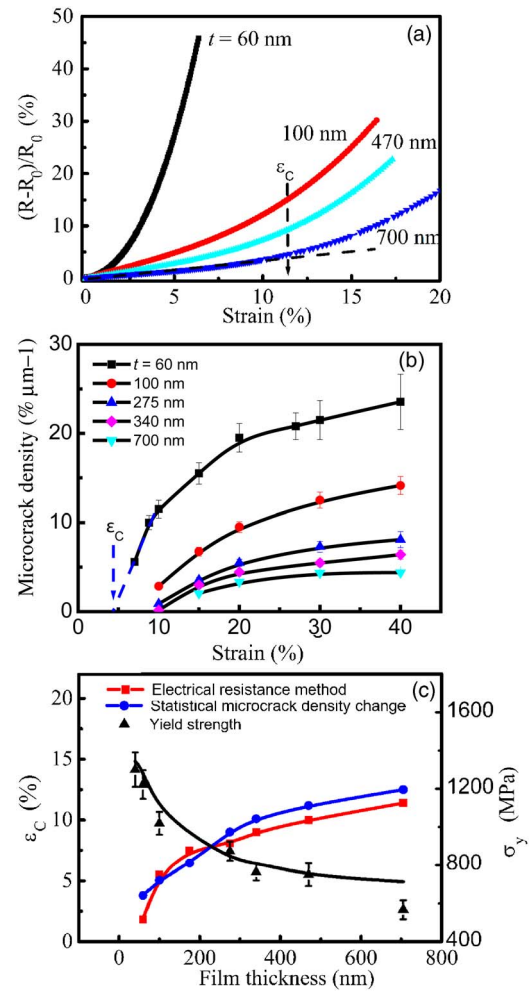 (a)
t = 60 nm
100 nm
470 nm
700 nm
εC
(R-R0)/R0 (%)
50
40
30
20
10
0
0 5 10 15 20
Strain (%)
(b)
t = 60 nm
100 nm
275 nm
340 nm
700 nm
εC
Microcrack density (% μm–1)
30
20
10
0
0 10 20 30 40
Strain (%)
(c)
Electrical resistance method
Statistical microcrack density change
Yield strength
εC (%)
20
15
10
5
0
1600
1200
800
400
σy (MPa)
0 200 400 600 800
Film thickness (nm)